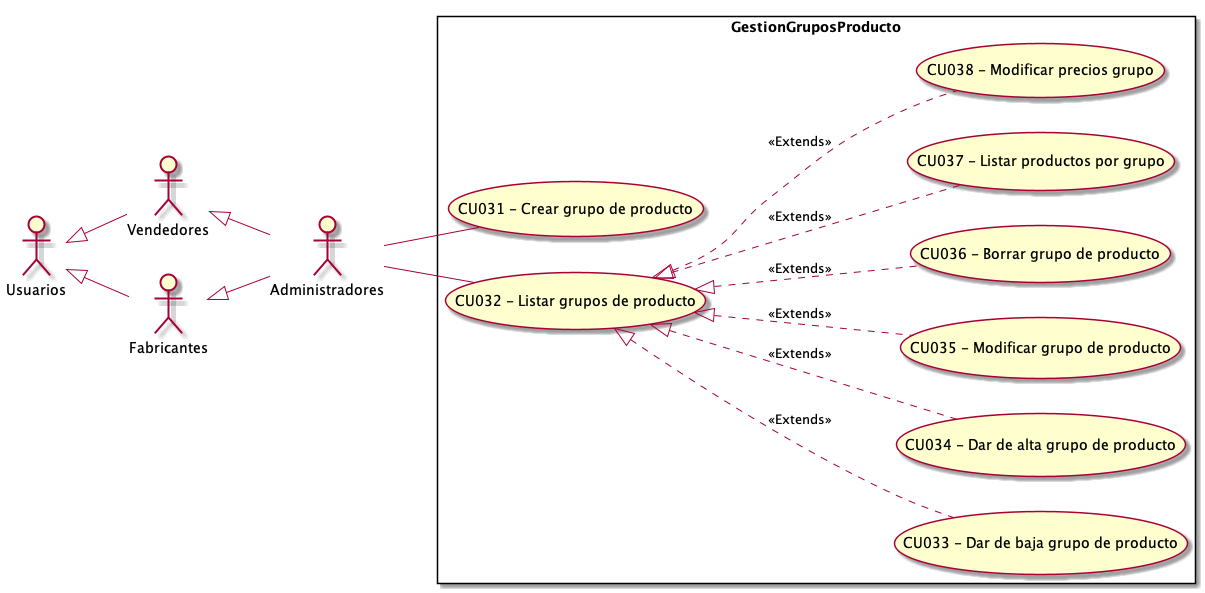 GestionGruposProducto
CU038 – Modificar precios grupo
«Extends»
CU037 – Listar productos por grupo
CU031 – Crear grupo de producto
«Extends»
Vendedores
CU036 – Borrar grupo de producto
«Extends»
Usuarios
Administradores
CU032 – Listar grupos de producto
«Extends»
Fabricantes
CU035 – Modificar grupo de producto
«Extends»
«Extends»
CU034 – Dar de alta grupo de producto
CU033 – Dar de baja grupo de producto